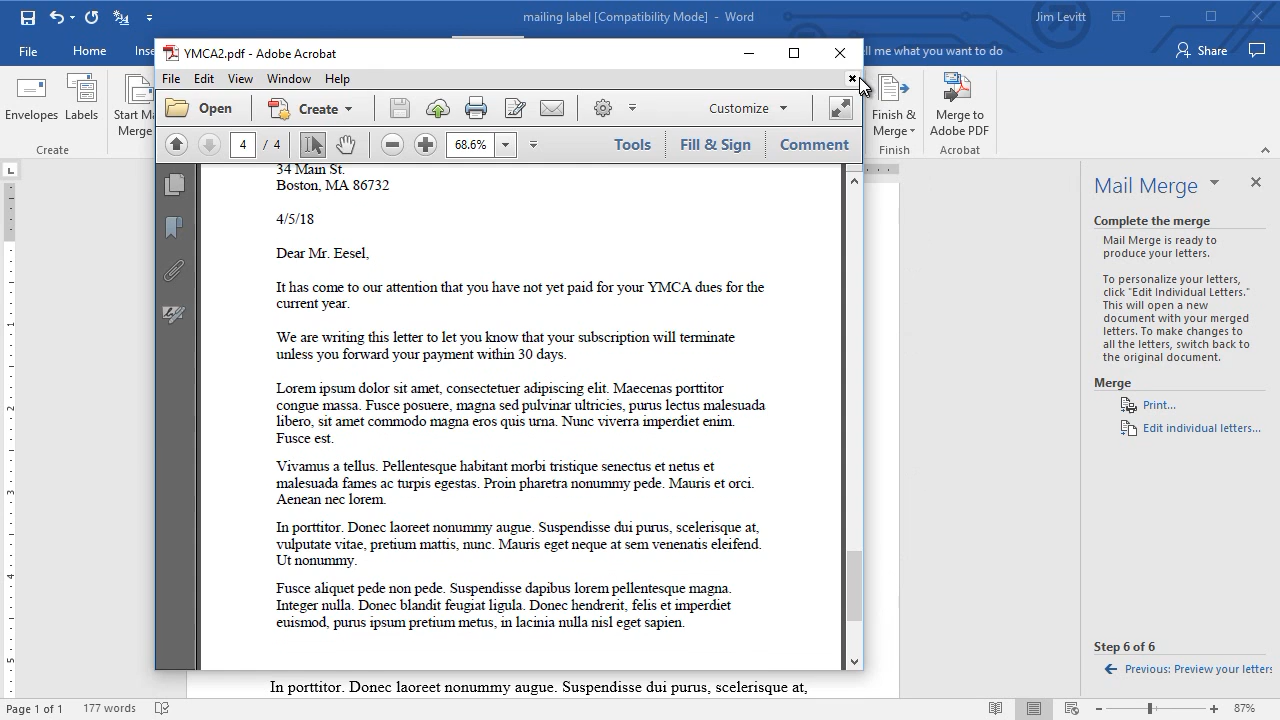 mailing label [Compatibility Mode] - Word
Jim Levitt
File
Home
Inse
ell me what you want to do
Share
YMCA2.pdf - Adobe Acrobat
File Edit View Window Help
Open
Create
Customize
4 / 4
68.6%
Tools
Fill & Sign
Comment
Envelopes
Labels
Start Ma
Merge
Create
Finish &
Merge
Finish
Merge to
Adobe PDF
Acrobat
L
34 Main St.
Boston, MA 86732
4/5/18
Dear Mr. Eesel,
It has come to our attention that you have not yet paid for your YMCA dues for the
current year.
We are writing this letter to let you know that your subscription will terminate
unless you forward your payment within 30 days.
Lorem ipsum dolor sit amet, consectetuer adipiscing elit. Maecenas porttitor
congue massa. Fusce posuere, magna sed pulvinar ultricies, purus lectus malesuada
libero, sit amet commodo magna eros quis urna. Nunc viverra imperdiet enim.
Fusce est.
Vivamus a tellus. Pellentesque habitant morbi tristique senectus et netus et
malesuada fames ac turpis egestas. Proin pharetra nonummy pede. Mauris et orci.
Aenean nec lorem.
In porttitor. Donec laoreet nonummy augue. Suspendisse dui purus, scelerisque at,
vulputate vitae, pretium mattis, nunc. Mauris eget neque at sem venenatis eleifend.
Ut nonummy.
Fusce aliquet pede non pede. Suspendisse dapibus lorem pellentesque magna.
Integer nulla. Donec blandit feugiat ligula. Donec hendrerit, felis et imperdiet
euismod, purus ipsum pretium metus, in lacinia nulla nisl eget sapien.
In porttitor. Donec laoreet nonummy augue. Suspendisse dui purus, scelerisque at,
1
2
3
4
5
Mail Merge
Complete the merge
Mail Merge is ready to
produce your letters.
To personalize your letters,
click "Edit Individual Letters."
This will open a new
document with your merged
letters. To make changes to
all the letters, switch back to
the original document.
Merge
Print...
Edit individual letters...
Step 6 of 6
Previous: Preview your letters
Page 1 of 1
177 words
87%